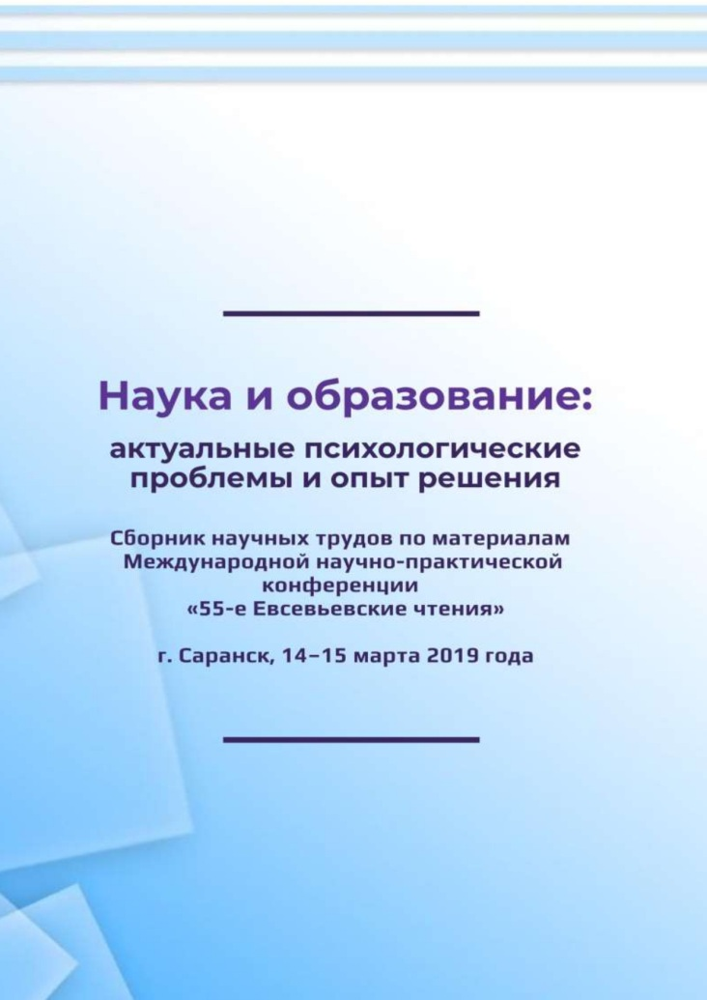 Наука и образование:
актуальные психологические
проблемы и опыт решения
Сборник научных трудов по материалам
Международной научно-практической
конференции
«55-е Евсевьевские чтения»
г. Саранск, 14–15 марта 2019 года